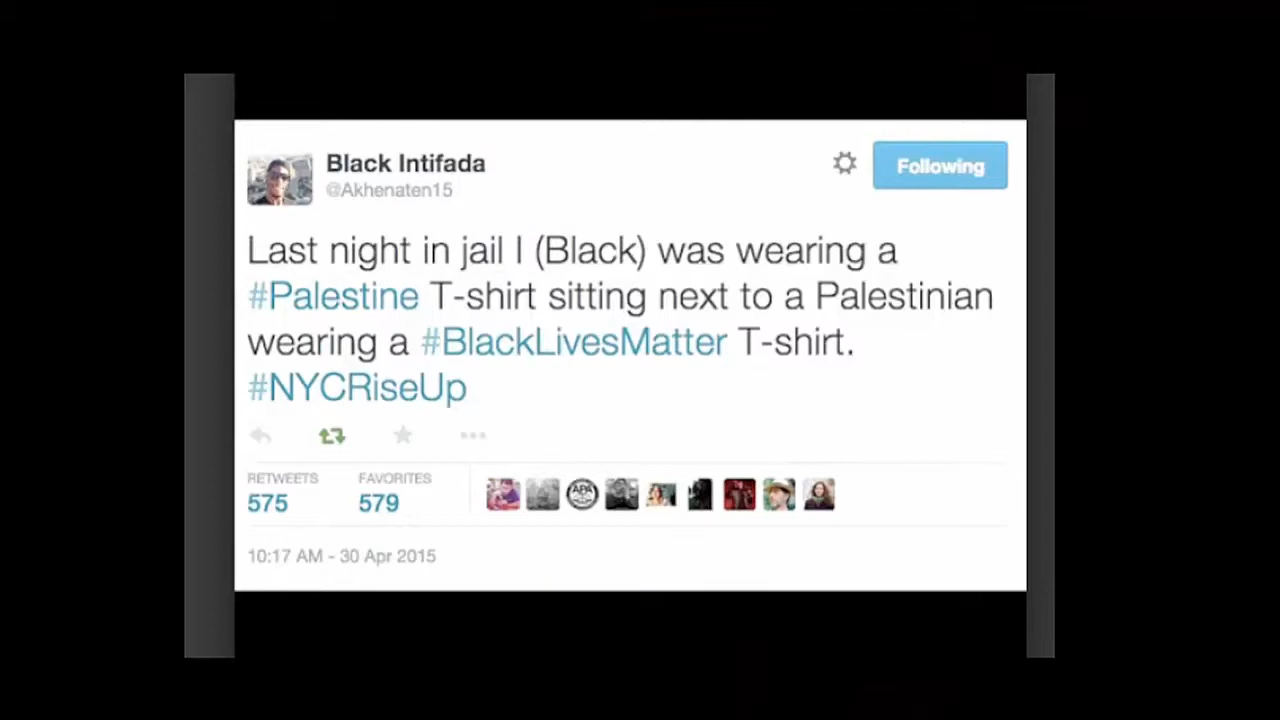 Black Intifada
@Akhenaten15
Following
Last night in jail I (Black) was wearing a
#Palestine T-shirt sitting next to a Palestinian
wearing a #BlackLivesMatter T-shirt.
#NYCRiseUp
RETWEETS
575
FAVORITES
579
APA
10:17 AM - 30 Apr 2015